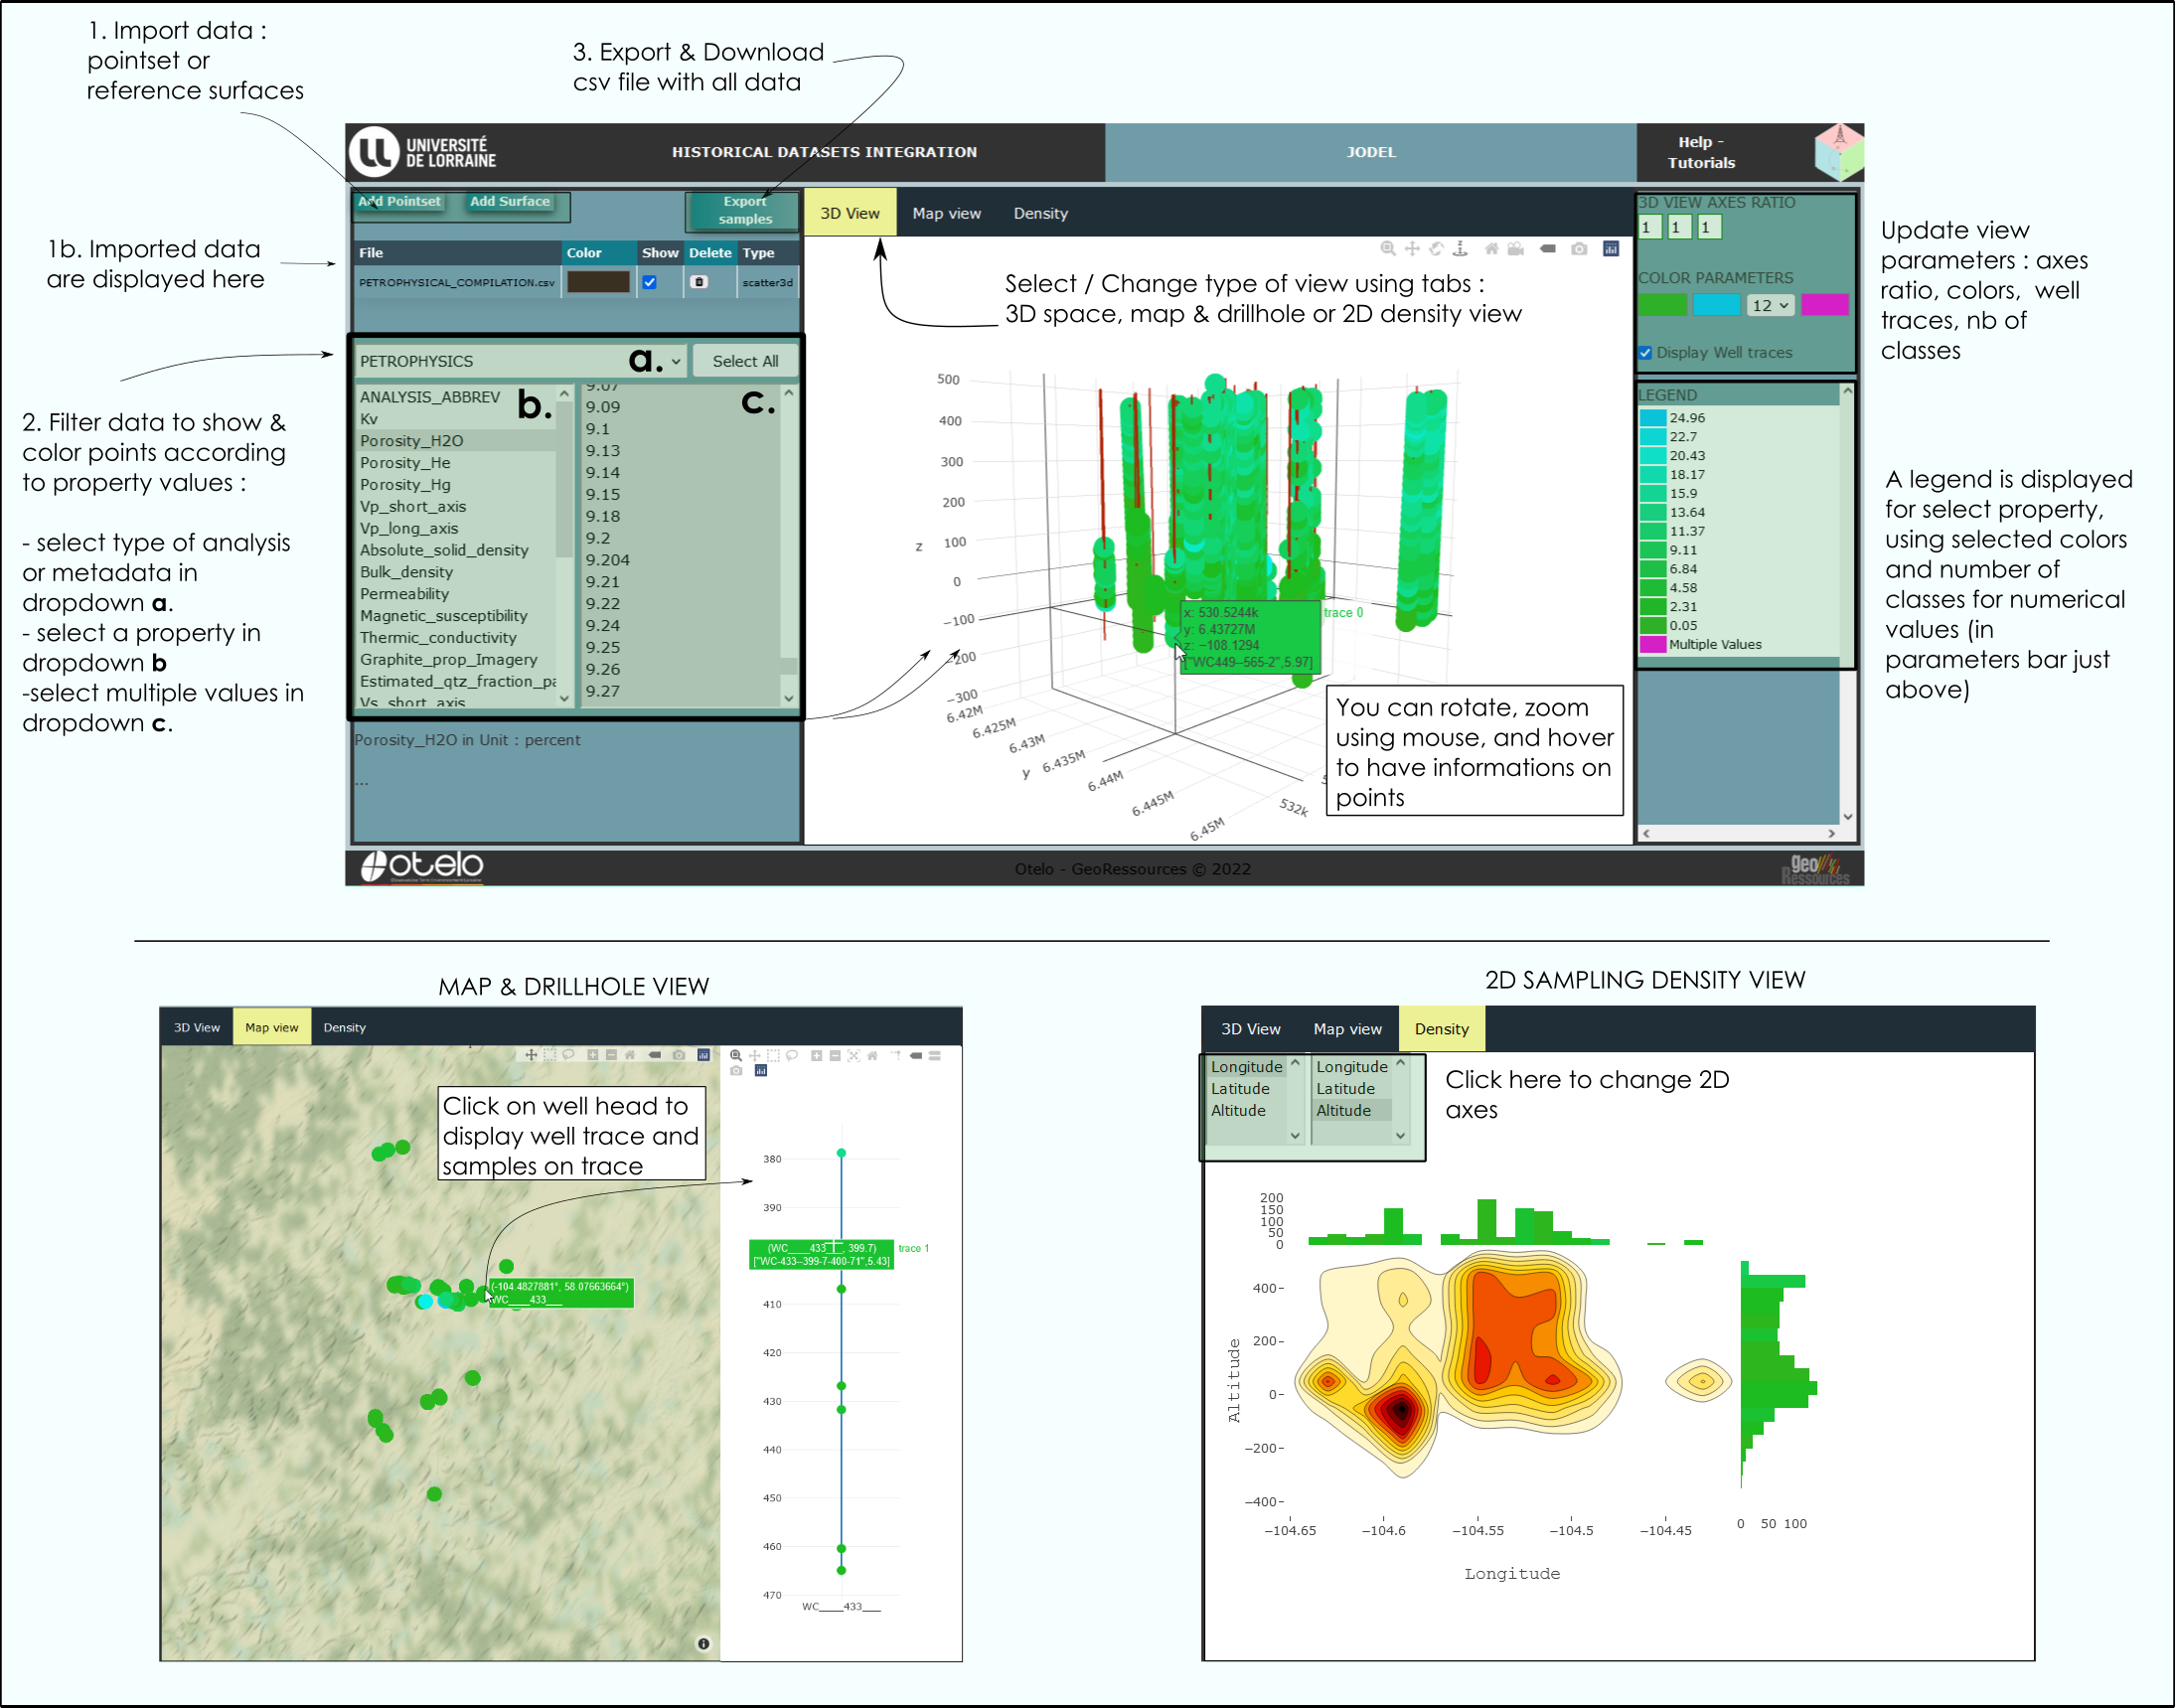 1. Import data :
pointset or
reference surfaces
3. Export & Download
csv file with all data
UNIVERSITÉ
DE LORRAINE
HISTORICAL DATASETS INTEGRATION
JODEL
Help -
Tutorials
1b. Imported data
are displayed here
Add Pointset
Add Surface
Export
samples
File
Color
Show
Delete
Type
PETROPHYSICAL_COMPILATION.csv
scatter3d
2. Filter data to show &
color points according
to property values :
- select type of analysis
or metadata in
dropdown a.
- select a property in
dropdown b
-select multiple values in
dropdown c.
PETROPHYSICS
a.
Select All
b.
ANALYSIS_ABBREV
Kv
Porosity_H2O
Porosity_He
Porosity_Hg
Vp_short_axis
Vp_long_axis
Absolute_solid_density
Bulk_density
Permeability
Magnetic_susceptibility
Thermic_conductivity
Graphite_prop_Imagery
Estimated_qtz_fraction_pa
Vs_short_axis
c.
9.07
9.09
9.1
9.13
9.14
9.15
9.18
9.2
9.204
9.21
9.22
9.24
9.25
9.26
9.27
Porosity_H2O in Unit : percent
...
3D View
Map view
Density
Select / Change type of view using tabs :
3D space, map & drillhole or 2D density view
500
400
300
200
100
0
−100
−200
−300
z
6.42M
6.425M
6.43M
6.435M
6.44M
6.445M
6.45M
y
532k
5
x: 530.5244k
y: 6.43727M
z: −108.1294
["WC449--565-2",5.97]
trace 0
You can rotate, zoom
using mouse, and hover
to have informations on
points
3D VIEW AXES RATIO
1
1
1
COLOR PARAMETERS
12
Display Well traces
LEGEND
24.96
22.7
20.43
18.17
15.9
13.64
11.37
9.11
6.84
4.58
2.31
0.05
Multiple Values
Update view
parameters : axes
ratio, colors, well
traces, nb of
classes
A legend is displayed
for select property,
using selected colors
and number of
classes for numerical
values (in
parameters bar just
above)
otelo
Otelo - GeoRessources © 2022
geo
Ressources
MAP & DRILLHOLE VIEW
3D View
Map view
Density
Click on well head to
display well trace and
samples on trace
(-104.4827881°, 58.07663664°)
WC____433___
380
390
410
420
430
440
450
460
470
(WC____433___, 399.7)
["WC-433--399-7-400-71",5.43]
trace 1
WC____433___
2D SAMPLING DENSITY VIEW
3D View
Map view
Density
Longitude
Latitude
Altitude
Longitude
Latitude
Altitude
Click here to change 2D
axes
200
150
100
50
0
400
200
0
−200
−400
Altitude
−104.65
−104.6
−104.55
−104.5
−104.45
Longitude
0
50
100